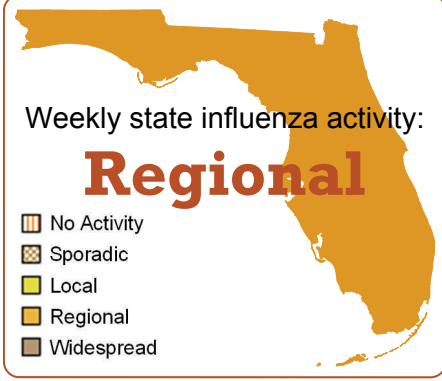 Weekly state influenza activity:
Regional
No Activity
Sporadic
Local
Regional
Widespread